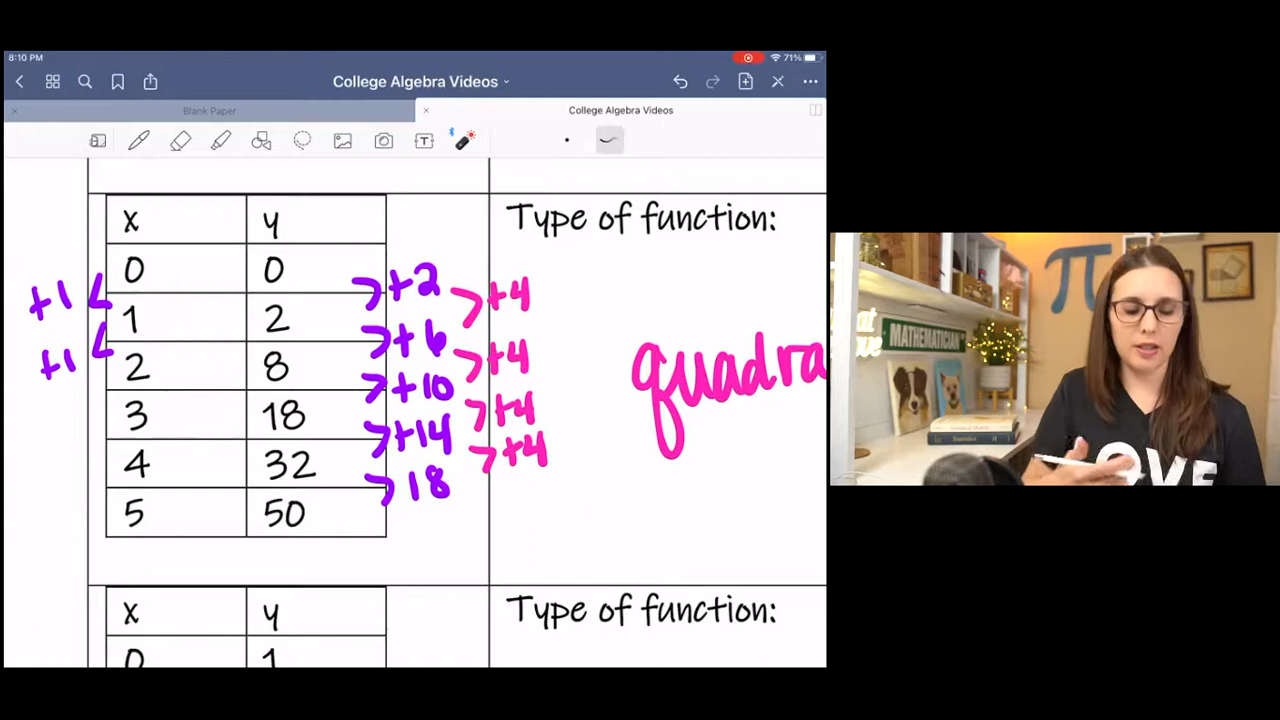 8:10 PM
71%
College Algebra Videos
Blank Paper
College Algebra Videos
x y
Type of function:
0 0
+1 < > +2 > +4
1 2
+1 < > +6 > +4
2 8
> +10 > +4
quadra
3 18
> +14 > +4
4 32
> 18
5 50
x y
Type of function:
0 1
MATHEMATICIAN